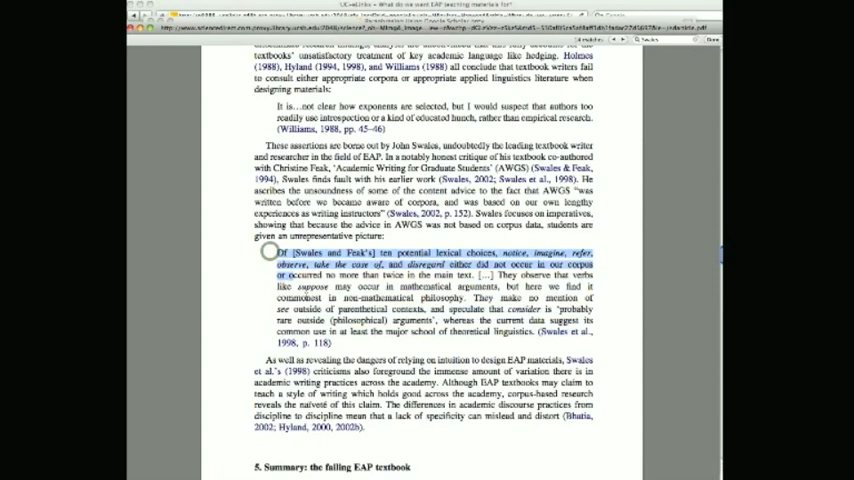 UC-eLinks - What do we want EAP teaching materials for?
14 matches
Swales
Done
textbooks' unsatisfactory treatment of key academic language like hedging. Holmes
(1988), Hyland (1994, 1998), and Williams (1988) all conclude that textbook writers fail
to consult either appropriate corpora or appropriate applied linguistics literature when
designing materials:
It is…not clear how exponents are selected, but I would suspect that authors too
readily use introspection or a kind of educated hunch, rather than empirical research.
(Williams, 1988, pp. 45–46)
These assertions are borne out by John Swales, undoubtedly the leading textbook writer
and researcher in the field of EAP. In a notably honest critique of his textbook co-authored
with Christine Feak, 'Academic Writing for Graduate Students' (AWGS) (Swales & Feak,
1994), Swales finds fault with his earlier work (Swales, 2002; Swales et al., 1998). He
ascribes the unsoundness of some of the content advice to the fact that AWGS "was
written before we became aware of corpora, and was based on our own lengthy
experiences as writing instructors" (Swales, 2002, p. 152). Swales focuses on imperatives,
showing that because the advice in AWGS was not based on corpus data, students are
given an unrepresentative picture:
Of [Swales and Feak's] ten potential lexical choices, notice, imagine, refer,
observe, take the case of, and disregard either did not occur in our corpus
or occurred no more than twice in the main text. […] They observe that verbs
like suppose may occur in mathematical arguments, but here we find it
commonest in non-mathematical philosophy. They make no mention of
see outside of parenthetical contexts, and speculate that consider is 'probably
rare outside (philosophical) arguments', whereas the current data suggest its
common use in at least the major school of theoretical linguistics. (Swales et al.,
1998, p. 118)
As well as revealing the dangers of relying on intuition to design EAP materials, Swales
et al.'s (1998) criticisms also foreground the immense amount of variation there is in
academic writing practices across the academy. Although EAP textbooks may claim to
teach a style of writing which holds good across the academy, corpus-based research
reveals the naïveté of this claim. The differences in academic discourse practices from
discipline to discipline mean that a lack of specificity can mislead and distort (Bhatia,
2002; Hyland, 2000, 2002b).
5. Summary: the failing EAP textbook